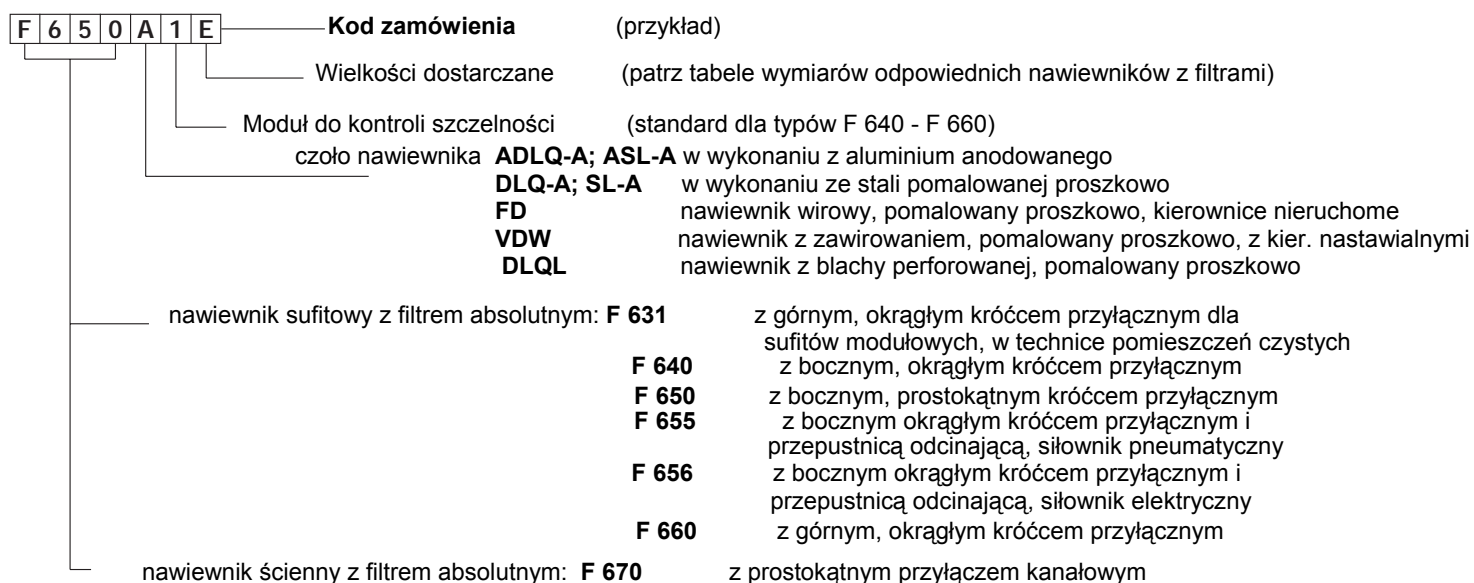 F650A1E Kod zamówienia (przykład)
Wielkości dostarczane (patrz tabele wymiarów odpowiednich nawiewników z filtrami)
Moduł do kontroli szczelności (standard dla typów F 640 - F 660)
czoło nawiewnika ADLQ-A; ASL-A w wykonaniu z aluminium anodowanego
DLQ-A; SL-A w wykonaniu ze stali pomalowanej proszkowo
FD nawiewnik wirowy, pomalowany proszkowo, kierownice nieruchome
VDW nawiewnik z zawirowaniem, pomalowany proszkowo, z kier. nastawialnymi
DLQL nawiewnik z blachy perforowanej, pomalowany proszkowo
nawiewnik sufitowy z filtrem absolutnym: F 631 z górnym, okrągłym króćcem przyłącznym dla
sufitów modułowych, w technice pomieszczeń czystych
F 640 z bocznym, okrągłym króćcem przyłącznym
F 650 z bocznym, prostokątnym króćcem przyłącznym
F 655 z bocznym okrągłym króćcem przyłącznym i
przepustnicą odcinającą, siłownik pneumatyczny
F 656 z bocznym okrągłym króćcem przyłącznym i
przepustnicą odcinającą, siłownik elektryczny
F 660 z górnym, okrągłym króćcem przyłącznym
nawiewnik ścienny z filtrem absolutnym: F 670 z prostokątnym przyłączem kanałowym